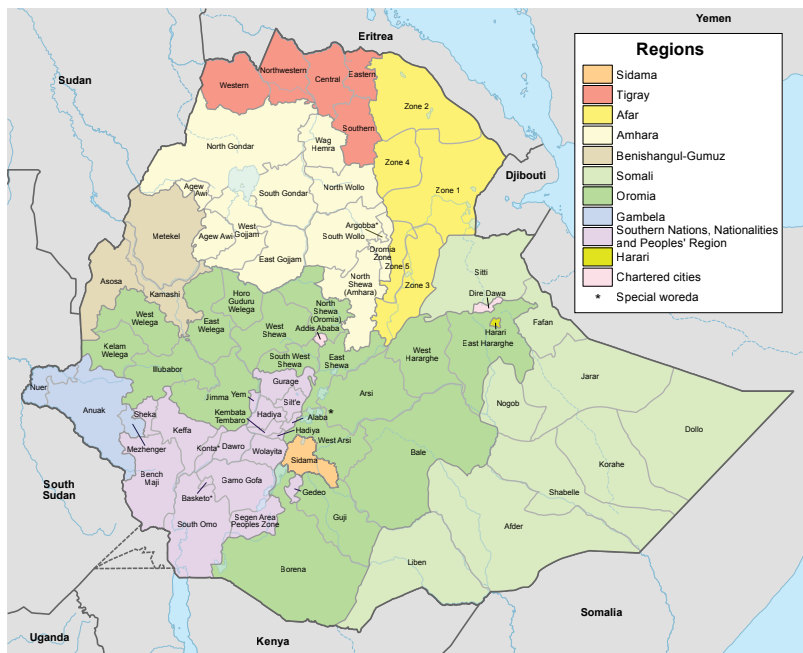 Yemen
Eritrea
Sudan
Regions
Sidama
Tigray
Afar
Amhara
Benishangul-Gumuz
Somali
Oromia
Gambela
Southern Nations, Nationalities
and Peoples' Region
Harari
Chartered cities
* Special woreda
Western
Northwestern
Central
Eastern
Southern
Zone 2
Zone 4
Zone 1
Zone 5
Zone 3
Djibouti
North Gondar
Wag
Hemra
Agew
Awi
South Gondar
North Wollo
Agew Awi
West
Gojjam
East Gojjam
South Wollo
Argobba*
Oromia
Zone
North
Shewa
(Amhara)
Metekel
Asosa
Kamashi
Sitti
Dire Dawa
Harari
Fafan
Jarar
Nogob
Dollo
Korahe
Shabelle
Afder
Liben
West
Welega
Kelam
Welega
East
Welega
Horo
Guduru
Welega
West
Shewa
North
Shewa
(Oromia)
Addis Ababa
South West
Shewa
East
Shewa
Illubabor
Jimma
Arsi
West
Hararghe
East Hararghe
West Arsi
Bale
Guji
Borena
Nuer
Anuak
Mezhenger
Sheka
Keffa
Bench
Maji
Yem
Gurage
Silt'e
Hadiya
Kembata
Tembaro
Alaba
*
Hadiya
Konta*
Dawro
Wolayita
Sidama
Gedeo
Gamo Gofa
Basketo*
South Omo
Segen Area
Peoples Zone
South
Sudan
Uganda
Kenya
Somalia